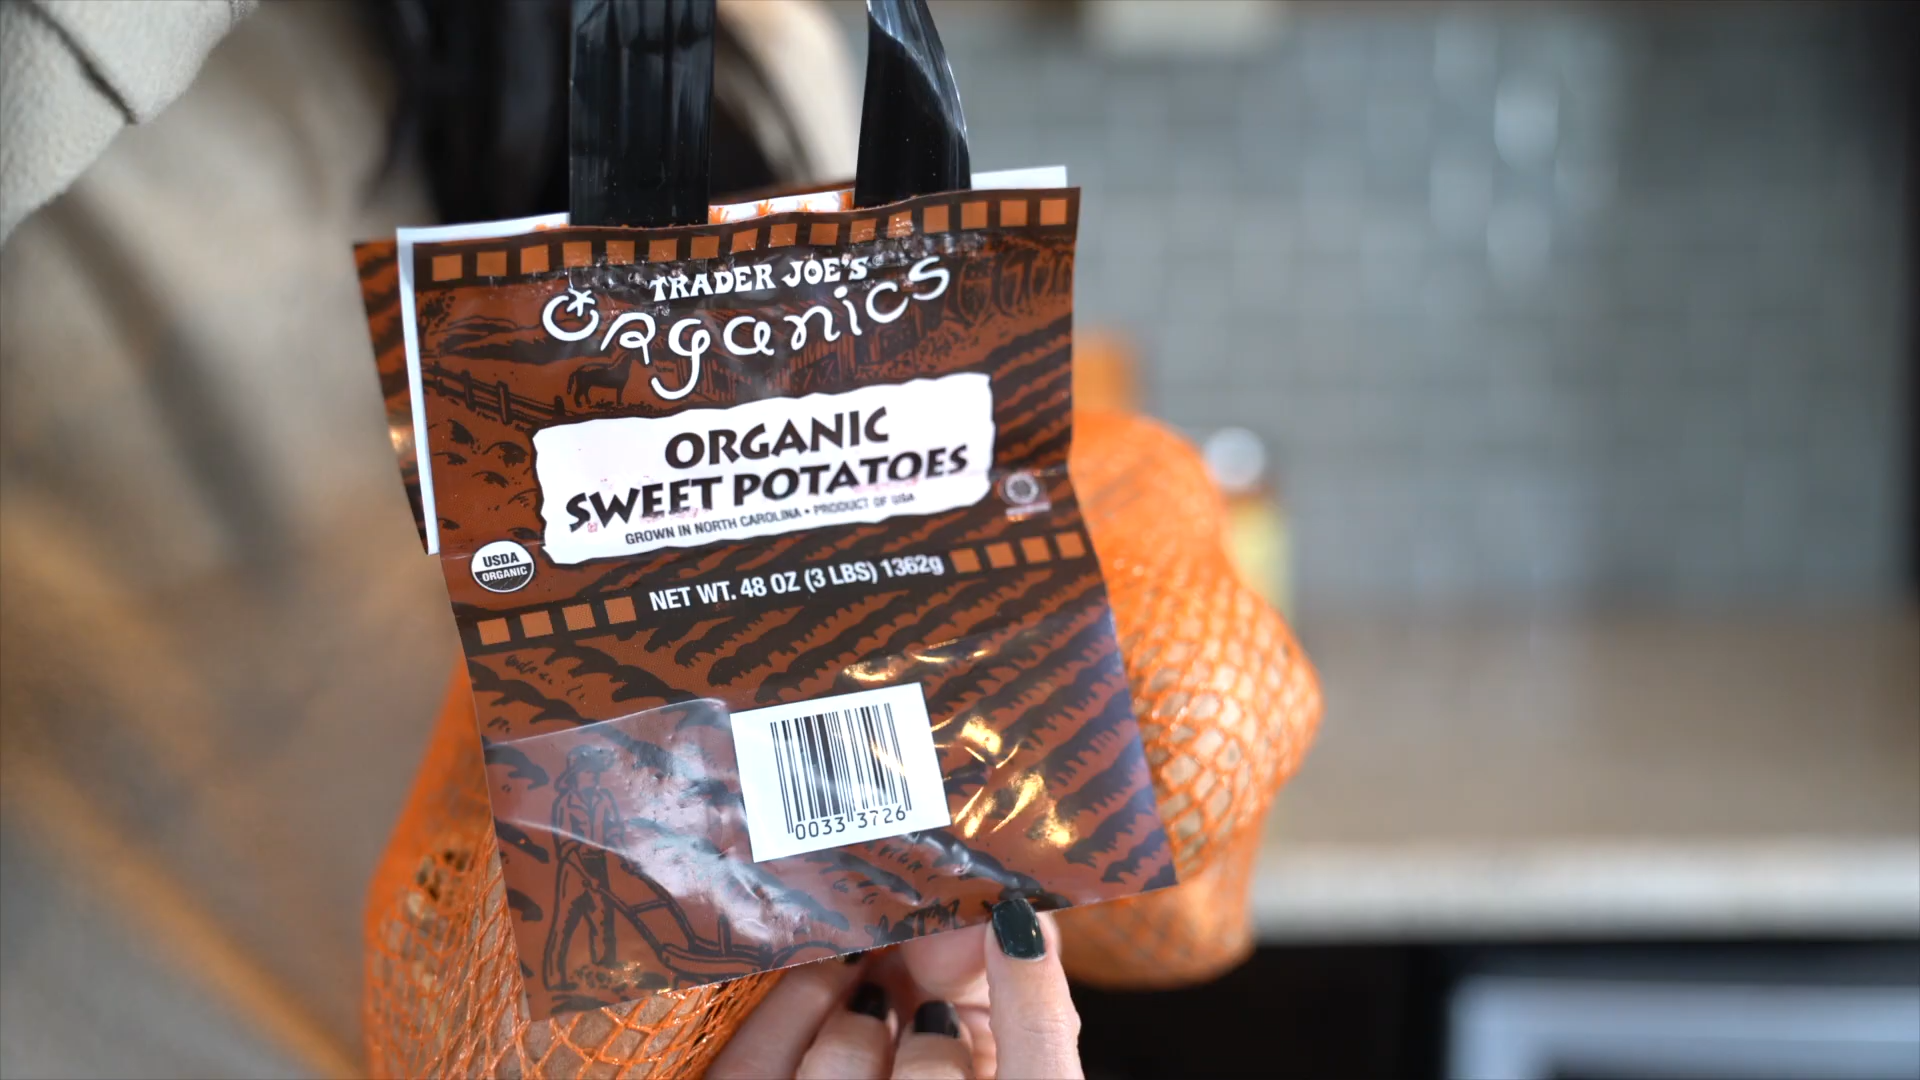 TRADER JOE'S
Organics
ORGANIC
SWEET POTATOES
GROWN IN NORTH CAROLINA • PRODUCT OF USA
USDA
ORGANIC
NET WT. 48 OZ (3 LBS) 1362g
0033 3726